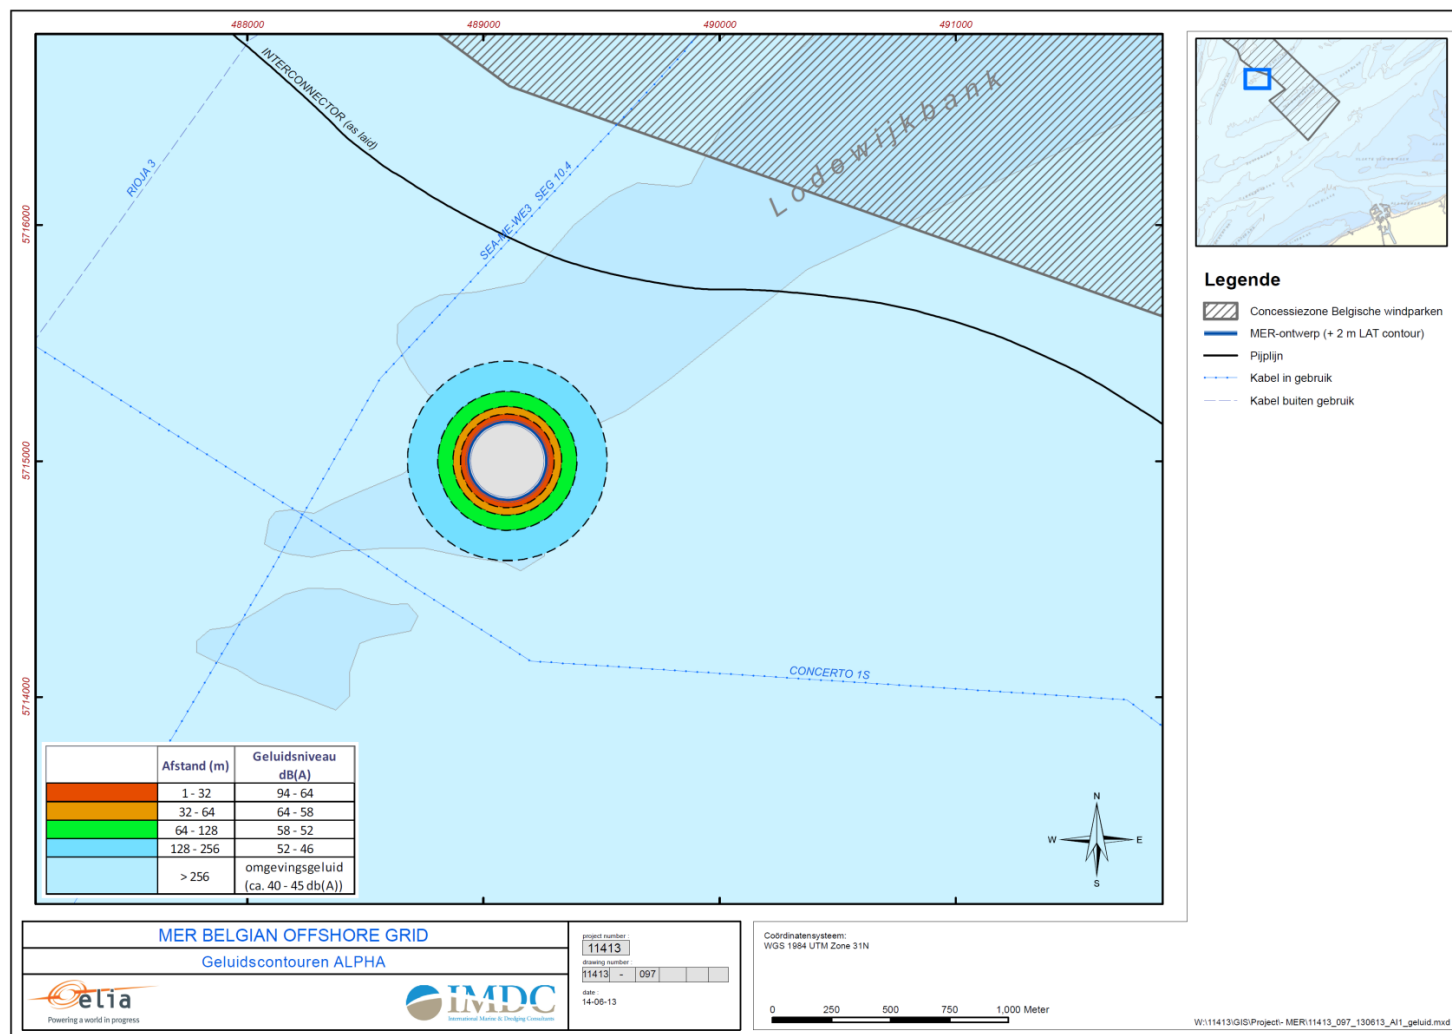 488000
489000
490000
491000
5716000
5715000
5714000
INTERCONNECTOR (as laid)
RIOJA 3
SEA-ME-WE3 SEG 10.4
Lodewijkbank
CONCERTO 1S
Afstand (m)
Geluidsniveau
dB(A)
1 - 32
94 - 64
32 - 64
64 - 58
64 - 128
58 - 52
128 - 256
52 - 46
> 256
omgevingsgeluid
(ca. 40 - 45 db(A))
N
W
E
S
Legende
Concessiezone Belgische windparken
MER-ontwerp (+ 2 m LAT contour)
Pijplijn
Kabel in gebruik
Kabel buiten gebruik
MER BELGIAN OFFSHORE GRID
Geluidscontouren ALPHA
elia
Powering a world in progress
IMDC
International Marine & Dredging Consultants
project number :
11413
drawing number :
11413 - 097
date :
14-06-13
Coördinatensysteem:
WGS 1984 UTM Zone 31N
0 250 500 750 1,000 Meter
W:\11413\GIS\Project\- MER\11413_097_130613_Al1_geluid.mxd